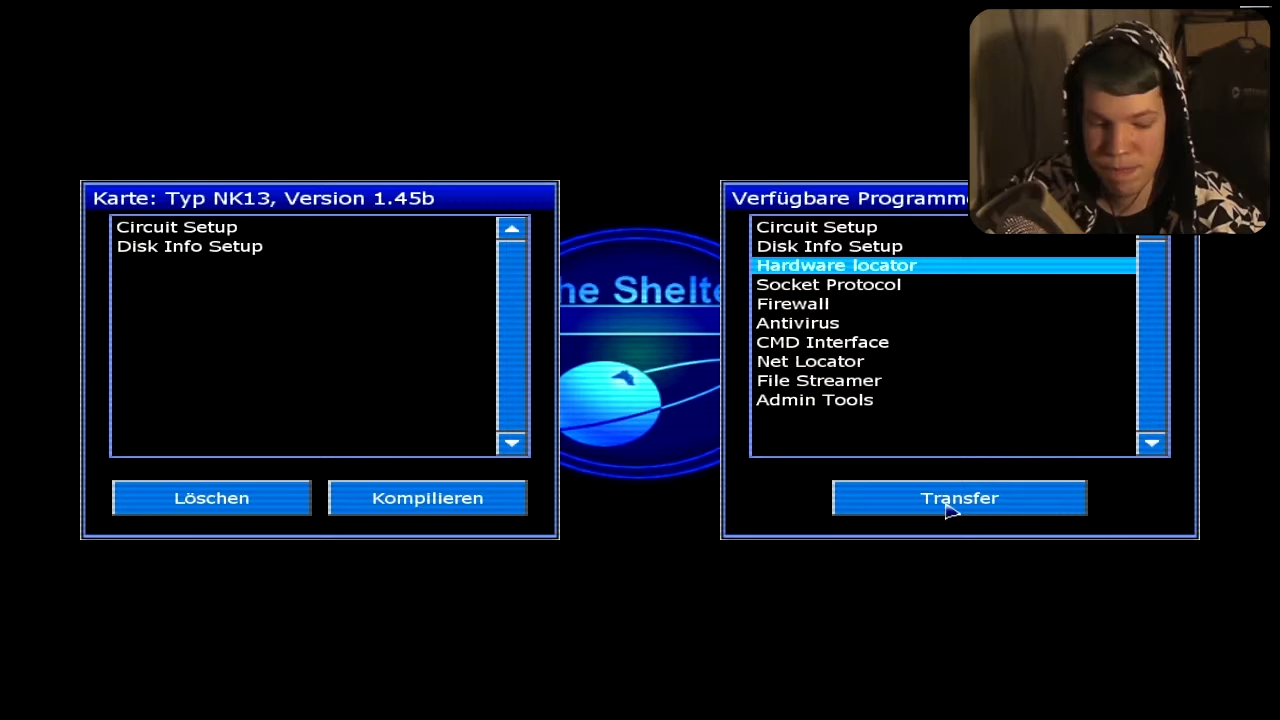 Karte: Typ NK13, Version 1.45b
Circuit Setup
Disk Info Setup
Löschen
Kompilieren
he Shelte
Verfügbare Programm
Circuit Setup
Disk Info Setup
Hardware locator
Socket Protocol
Firewall
Antivirus
CMD Interface
Net Locator
File Streamer
Admin Tools
Transfer